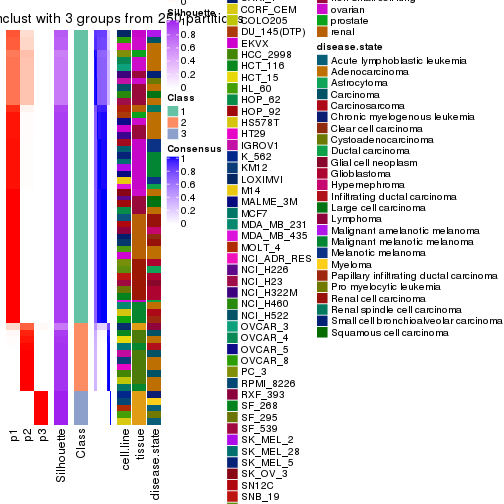 nclust with 3 groups from 250 partitions
Silhouette
1
0.8
0.6
0.4
0.2
0
Class
1
2
3
Consensus
1
0.8
0.6
0.4
0.2
0
p1
p2
p3
Silhouette
Class
cell.line
tissue
disease.state
CCRF_CEM
COLO205
DU_145(DTP)
EKVX
HCC_2998
HCT_116
HCT_15
HL_60
HOP_62
HOP_92
HS578T
HT29
IGROV1
K_562
KM12
LOXIMVI
M14
MALME_3M
MCF7
MDA_MB_231
MDA_MB_435
MOLT_4
NCI_ADR_RES
NCI_H226
NCI_H23
NCI_H322M
NCI_H460
NCI_H522
OVCAR_3
OVCAR_4
OVCAR_5
OVCAR_8
PC_3
RPMI_8226
RXF_393
SF_268
SF_295
SF_539
SK_MEL_2
SK_MEL_28
SK_MEL_5
SK_OV_3
SN12C
SNB_19
ovarian
prostate
renal
disease.state
Acute lymphoblastic leukemia
Adenocarcinoma
Astrocytoma
Carcinoma
Carcinosarcoma
Chronic myelogenous leukemia
Clear cell carcinoma
Cystoadenocarcinoma
Ductal carcinoma
Glial cell neoplasm
Glioblastoma
Hypernephroma
Infiltrating ductal carcinoma
Large cell carcinoma
Lymphoma
Malignant amelanotic melanoma
Malignant melanotic melanoma
Melanotic melanoma
Myeloma
Papillary infiltrating ductal carcinoma
Pro myelocytic leukemia
Renal cell carcinoma
Renal spindle cell carcinoma
Small cell bronchioalveolar carcinoma
Squamous cell carcinoma